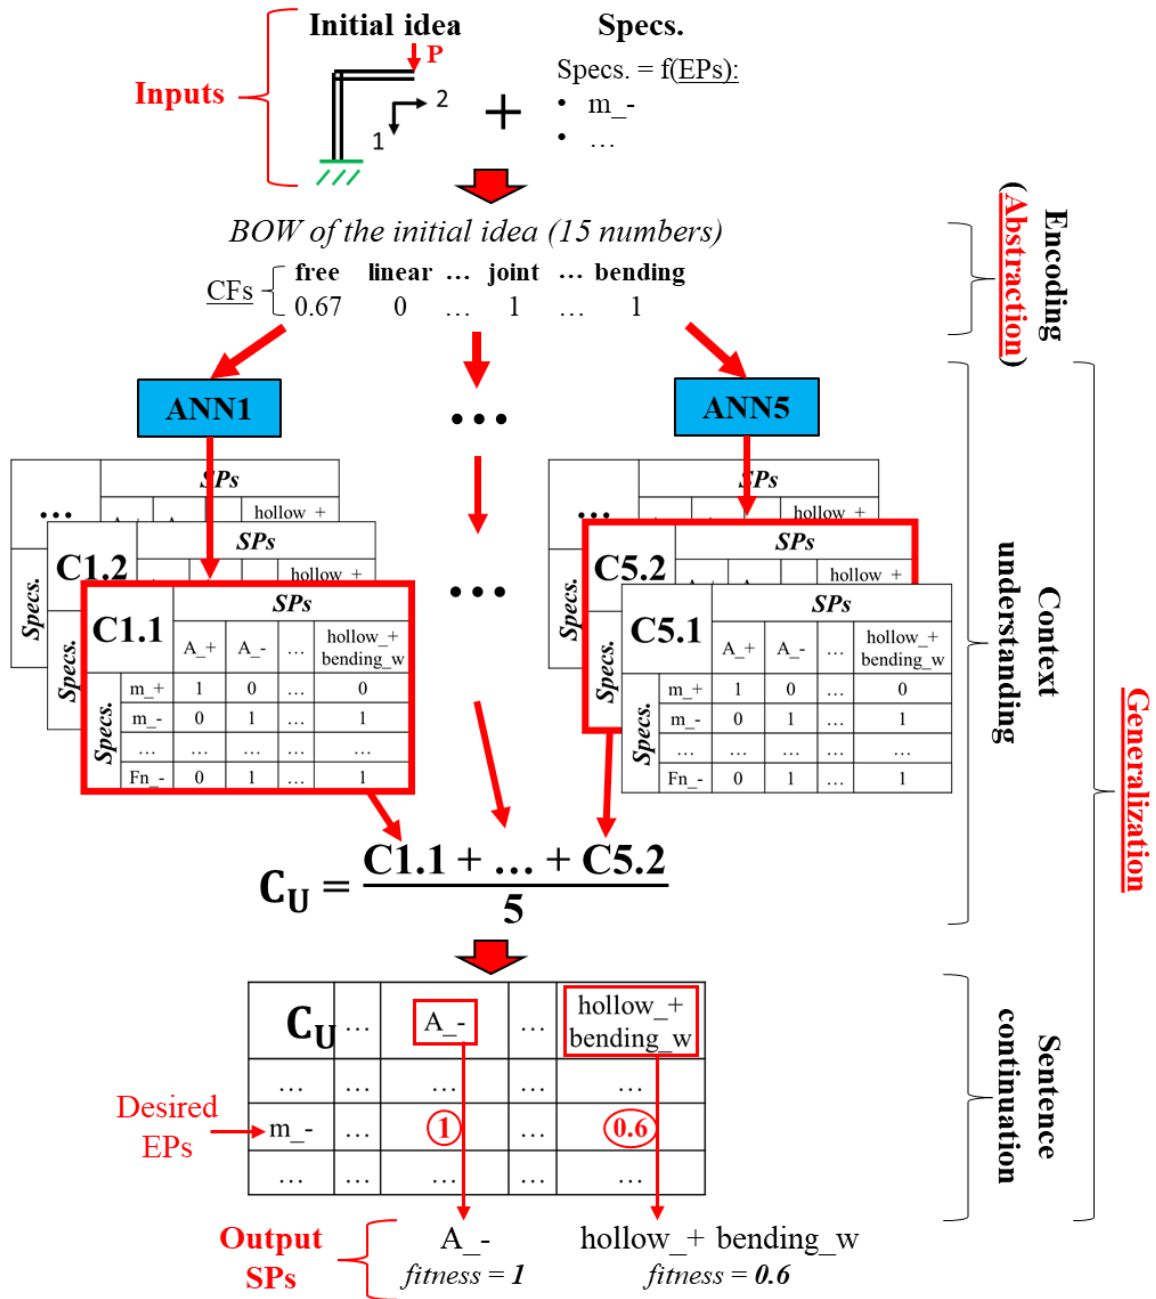 Initial idea
Specs.
P
Inputs
2
1
+
Specs. = f(EPs):
• m_-
• …
BOW of the initial idea (15 numbers)
CFs
free linear … joint … bending
0.67 0 … 1 … 1
Encoding
(Abstraction)
ANN1
…
ANN5
SPs
…
hollow_+
Specs.
SPs
C1.2
hollow_+
Specs.
SPs
C1.1
A_+ A_- … hollow_+
bending_w
Specs.
m_+ 1 0 … 0
m_- 0 1 … 1
… … … …
Fn_- 0 1 … 1
…
SPs
…
hollow_+
Specs.
SPs
C5.2
hollow_+
Specs.
SPs
C5.1
A_+ A_- … hollow_+
bending_w
Specs.
m_+ 1 0 … 0
m_- 0 1 … 1
… … … …
Fn_- 0 1 … 1
Context
understanding
Generalization
C1.1 + … + C5.2
C_U =
5
C_U … A_- … hollow_+
bending_w
… … … …
Desired
EPs
m_- … 1 … 0.6
… … … …
Sentence
continuation
Output
SPs
A_-
fitness = 1
hollow_+ bending_w
fitness = 0.6